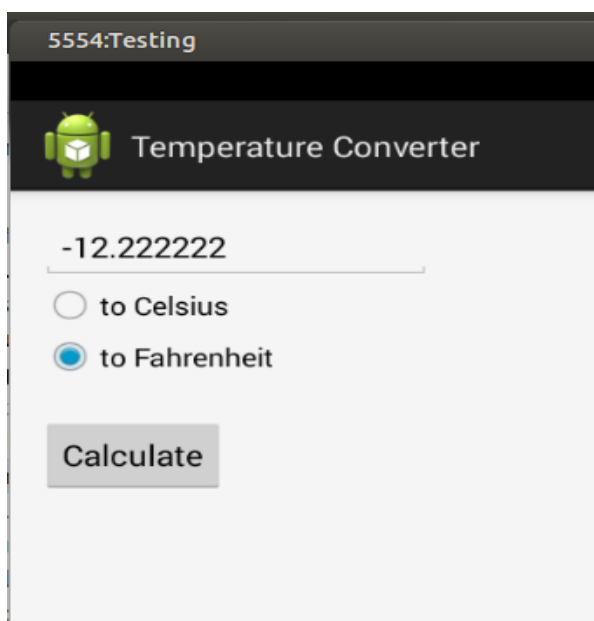 5554:Testing
Temperature Converter
-12.222222
to Celsius
to Fahrenheit
Calculate